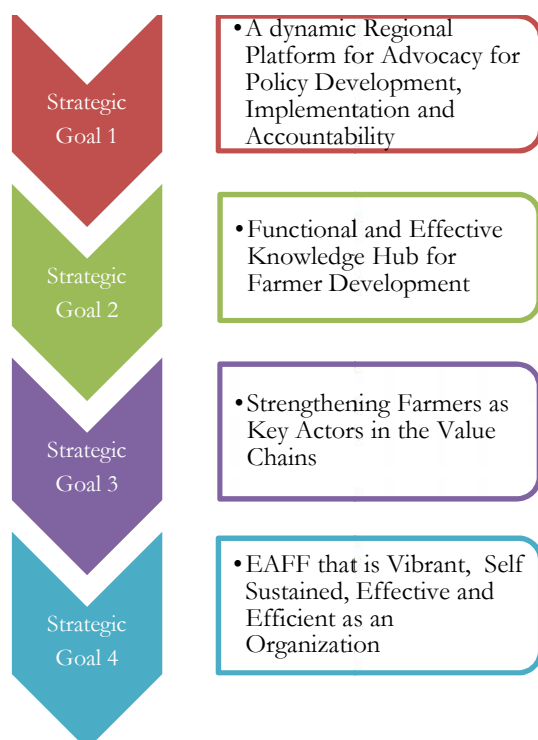 Strategic
Goal 1
•A dynamic Regional
Platform for Advocacy for
Policy Development,
Implementation and
Accountability
Strategic
Goal 2
•Functional and Effective
Knowledge Hub for
Farmer Development
Strategic
Goal 3
•Strengthening Farmers as
Key Actors in the Value
Chains
Strategic
Goal 4
•EAFF that is Vibrant, Self
Sustained, Effective and
Efficient as an
Organization